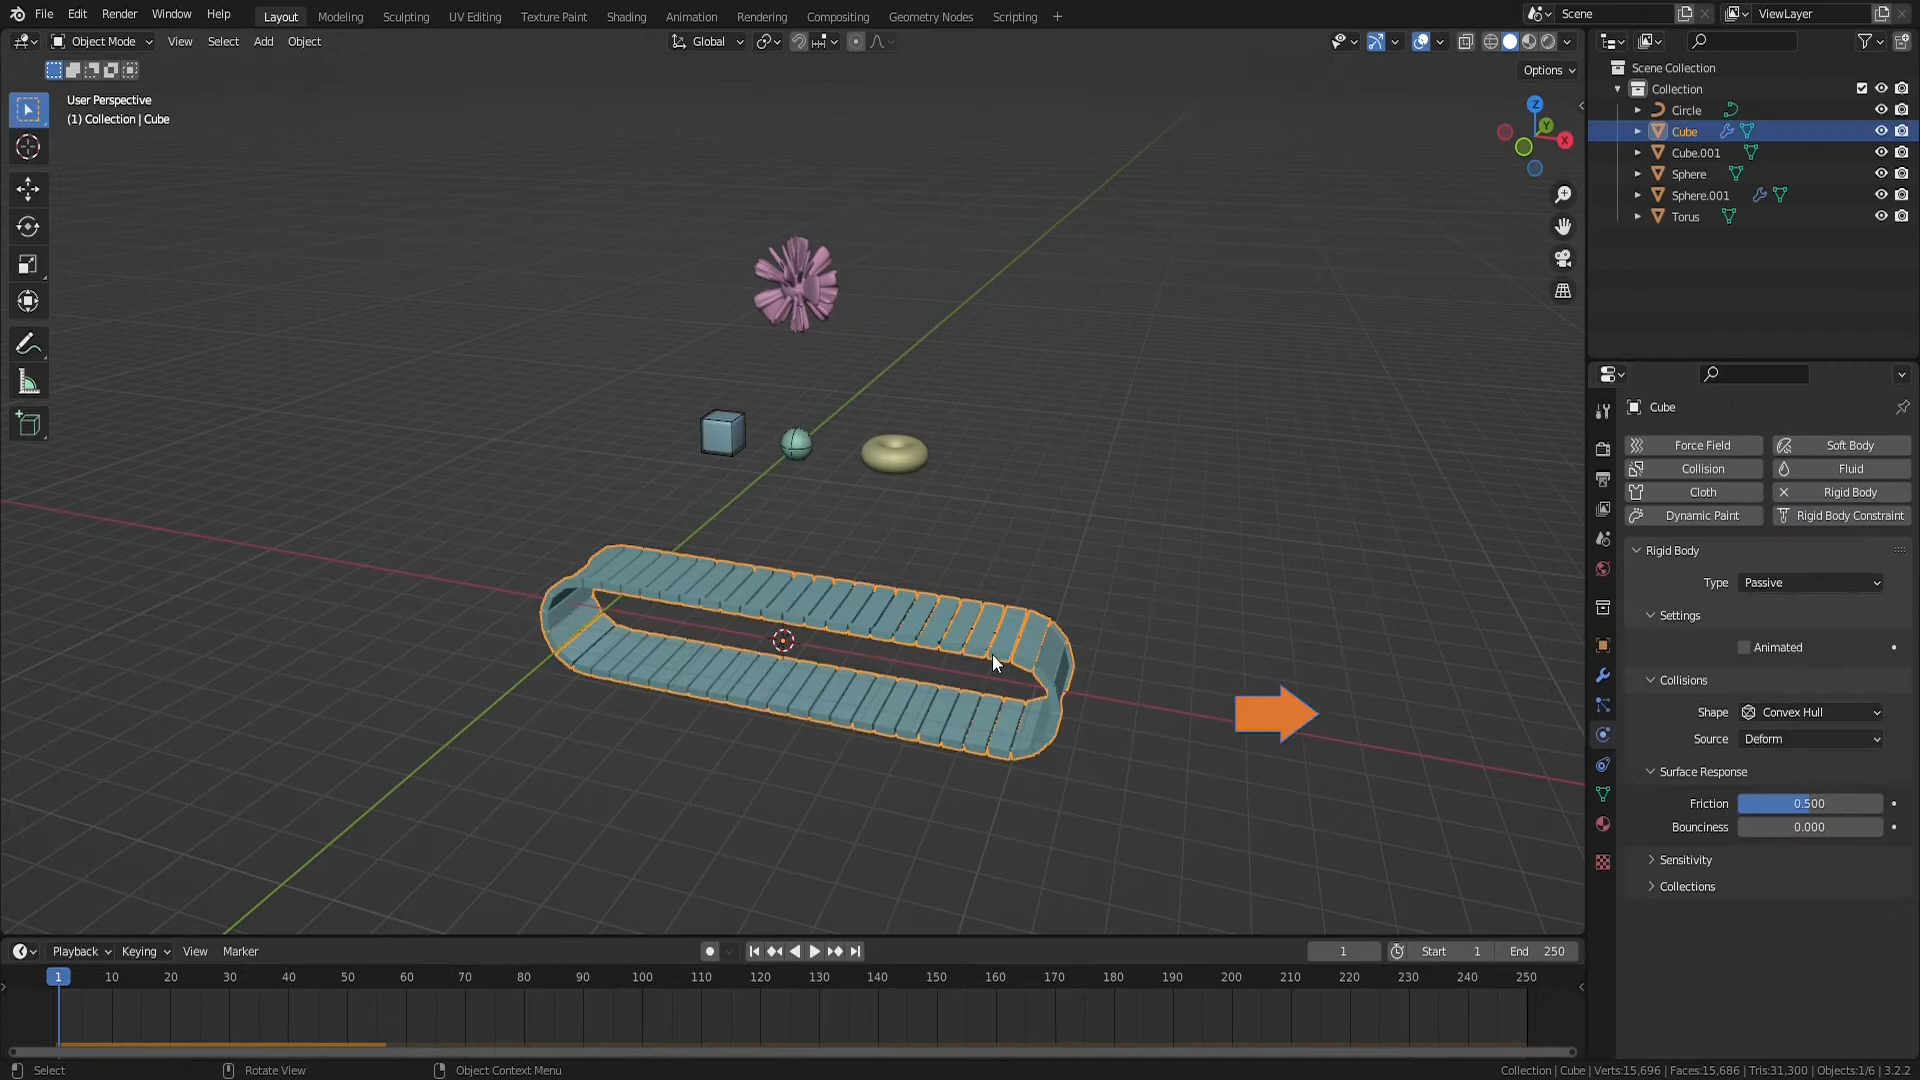 File Edit Render Window Help Layout Modeling Sculpting UV Editing Texture Paint Shading Animation Rendering Compositing Geometry Nodes Scripting + Scene ViewLayer
Object Mode View Select Add Object Global
Options
User Perspective
(1) Collection | Cube
Z
Y
X
Scene Collection
Collection
Circle
Cube
Cube.001
Sphere
Sphere.001
Torus
Cube
Force Field Soft Body
Collision Fluid
Cloth Rigid Body
Dynamic Paint Rigid Body Constraint
Rigid Body
Type Passive
Settings
Animated
Collisions
Shape Convex Hull
Source Deform
Surface Response
Friction 0.500
Bounciness 0.000
Sensitivity
Collections
Playback Keying View Marker 1 Start 1 End 250
1 10 20 30 40 50 60 70 80 90 100 110 120 130 140 150 160 170 180 190 200 210 220 230 240 250
Select Rotate View Object Context Menu Collection | Cube | Verts:15,696 | Faces:15,686 | Tris:31,300 | Objects:1/6 | 3.2.2